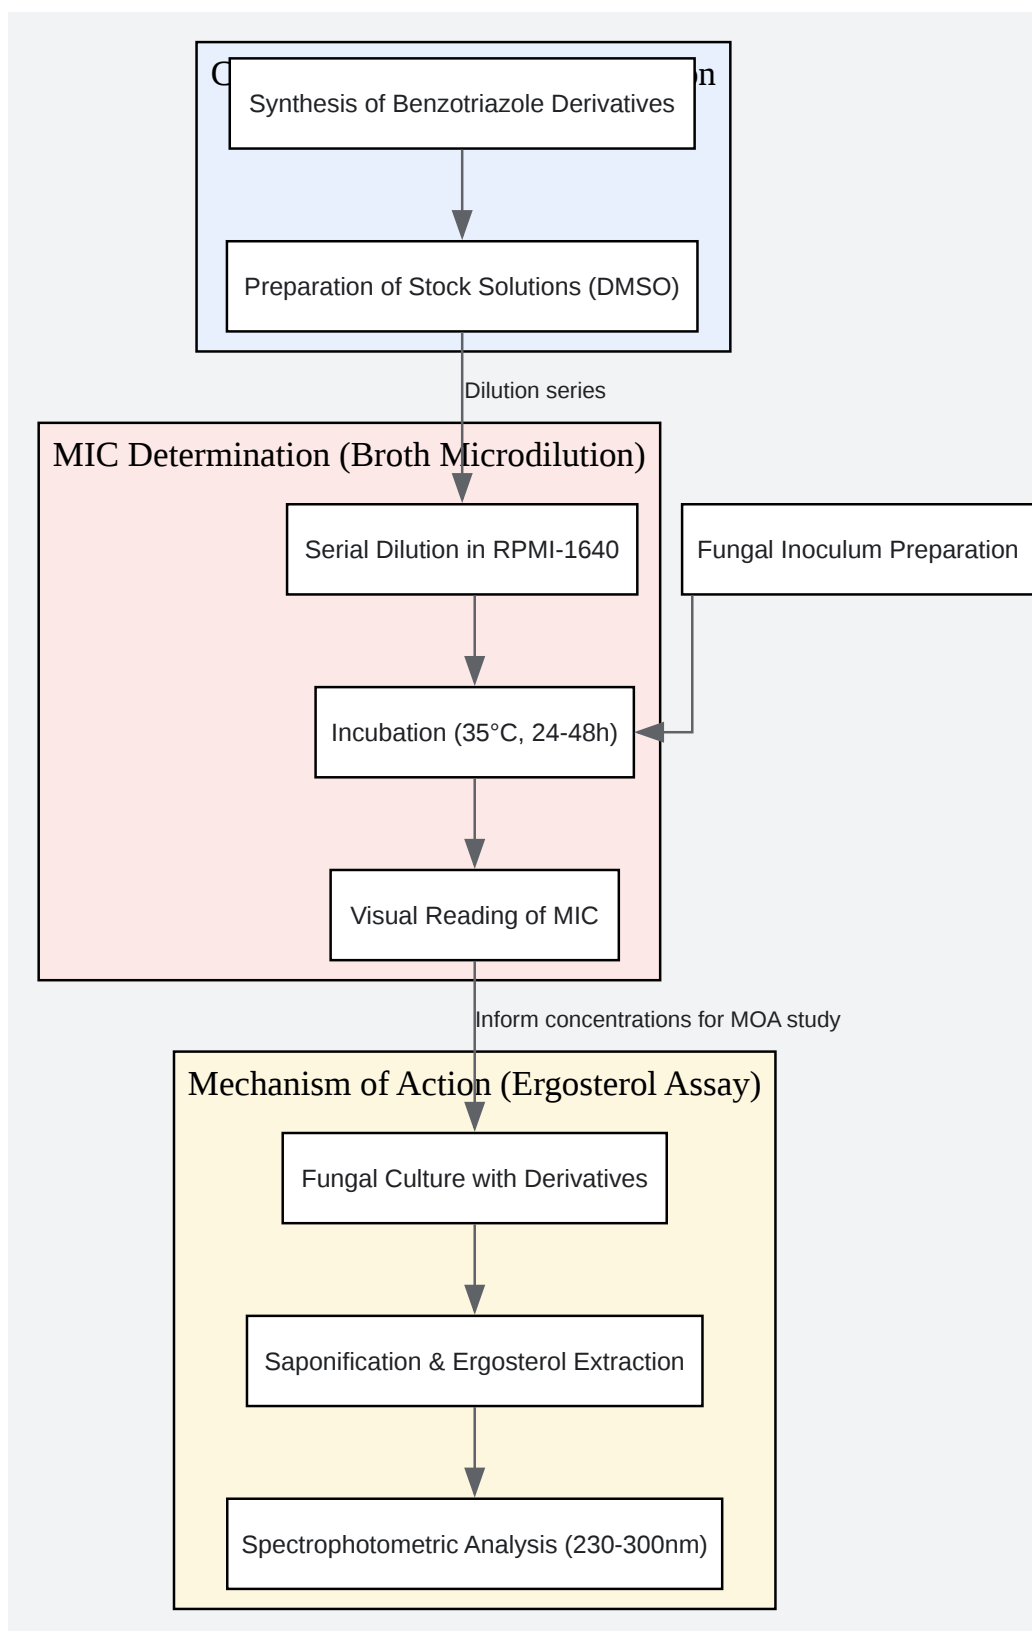 Synthesis of Benzotriazole Derivatives
Preparation of Stock Solutions (DMSO)
Dilution series
MIC Determination (Broth Microdilution)
Serial Dilution in RPMI-1640
Fungal Inoculum Preparation
Incubation (35°C, 24-48h)
Visual Reading of MIC
Inform concentrations for MOA study
Mechanism of Action (Ergosterol Assay)
Fungal Culture with Derivatives
Saponification & Ergosterol Extraction
Spectrophotometric Analysis (230-300nm)